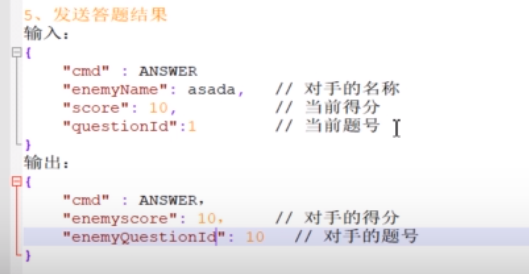 5、发送答题结果
输入：
{
"cmd" : ANSWER
"enemyName": asada,    // 对手的名称
"score": 10,    // 当前得分
"questionId":1    // 当前题号
}
输出：
{
"cmd" : ANSWER，
"enemyscore": 10，    // 对手的得分
"enemyQuestionId": 10    // 对手的题号
}